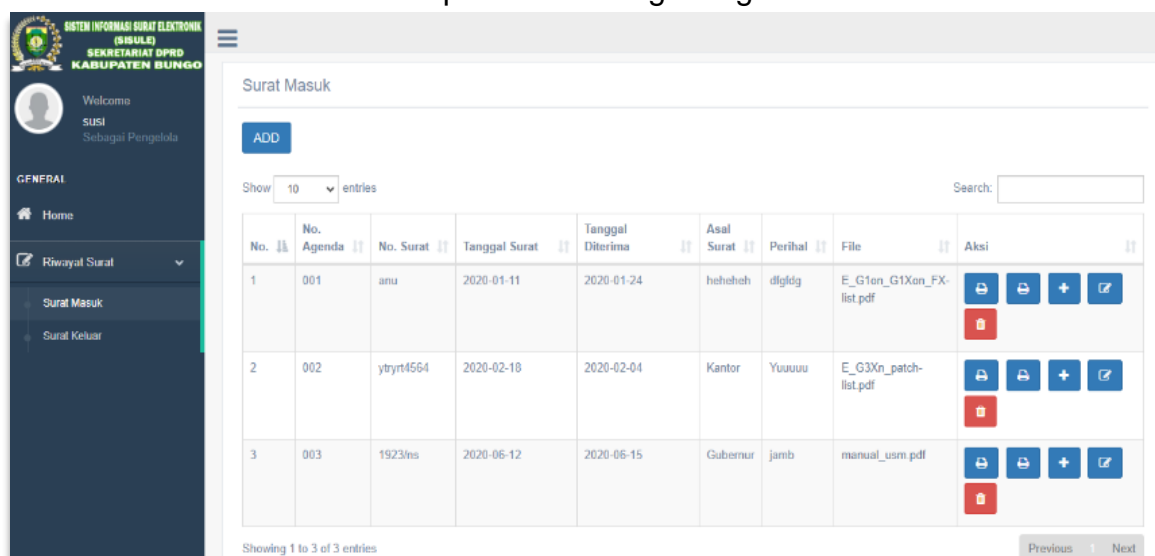 SISTEM INFORMASI SURAT ELEKTRONIK
(SISULE)
SEKRETARIAT DPRD
KABUPATEN BUNGO
Welcome
susi
Sebagai Pengelola
GENERAL
Home
Riwayal Surat
Surat Masuk
Surat Keluar
Surat Masuk
ADD
Show 10 entries
Search:
No. No. Agenda No. Surat Tanggal Surat Tanggal Diterima Asal Surat Perihal File Aksi
1 001 anu 2020-01-11 2020-01-24 heheheh dfgfdg E_G1on_G1Xon_FX-
list.pdf
2 002 ytryrt4564 2020-02-18 2020-02-04 Kantor Yuuuuu E_G3Xn_patch-
list.pdf
3 003 1923/ns 2020-06-12 2020-06-15 Gubernur jamb manual_usm.pdf
Showing 1 to 3 of 3 entries
Previous 1 Next